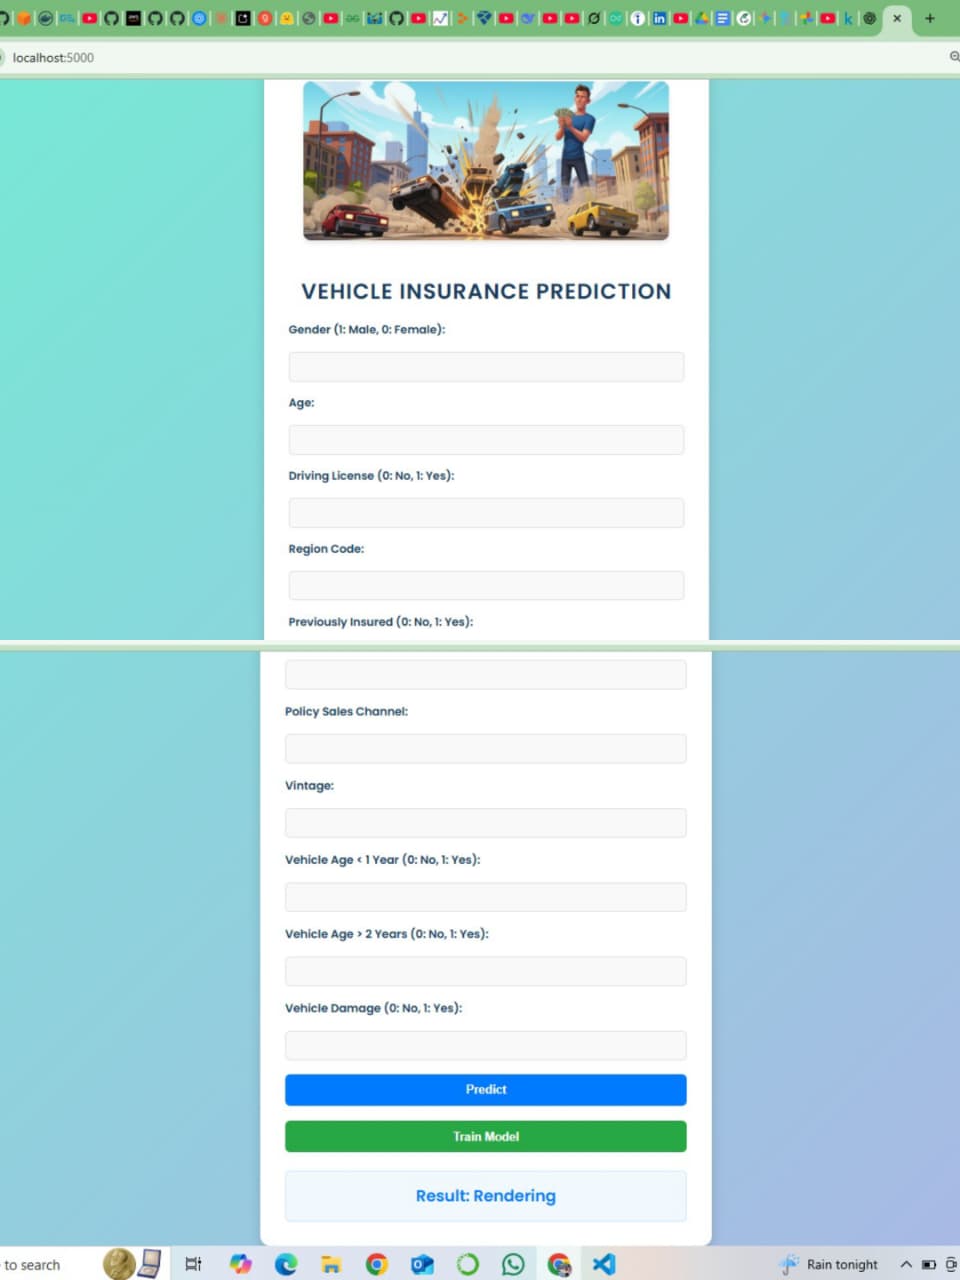 localhost:5000
VEHICLE INSURANCE PREDICTION
Gender (1: Male, 0: Female):
Age:
Driving License (0: No, 1: Yes):
Region Code:
Previously Insured (0: No, 1: Yes):
Policy Sales Channel:
Vintage:
Vehicle Age < 1 Year (0: No, 1: Yes):
Vehicle Age > 2 Years (0: No, 1: Yes):
Vehicle Damage (0: No, 1: Yes):
Predict
Train Model
Result: Rendering
to search
Rain tonight